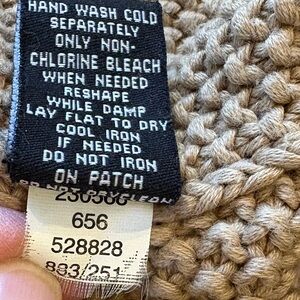 HAND WASH COLD
SEPARATELY
ONLY NON-
CHLORINE BLEACH
WHEN NEEDED
RESHAPE
WHILE DAMP
LAY FLAT TO DRY
COOL IRON
IF NEEDED
DO NOT IRON
ON PATCH
656
528828